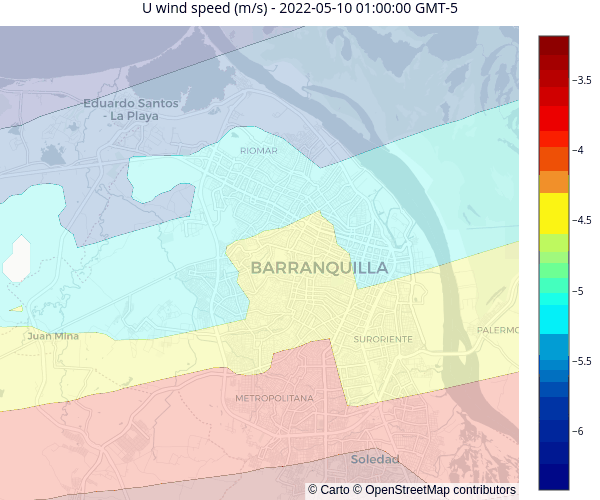 U wind speed (m/s) - 2022-05-10 01:00:00 GMT-5
Eduardo Santos
- La Playa
RIOMAR
BARRANQUILLA
Juan Mina
SURORIENTE
PALERMO
METROPOLITANA
Soledad
© Carto © OpenStreetMap contributors
−3.5
−4
−4.5
−5
−5.5
−6